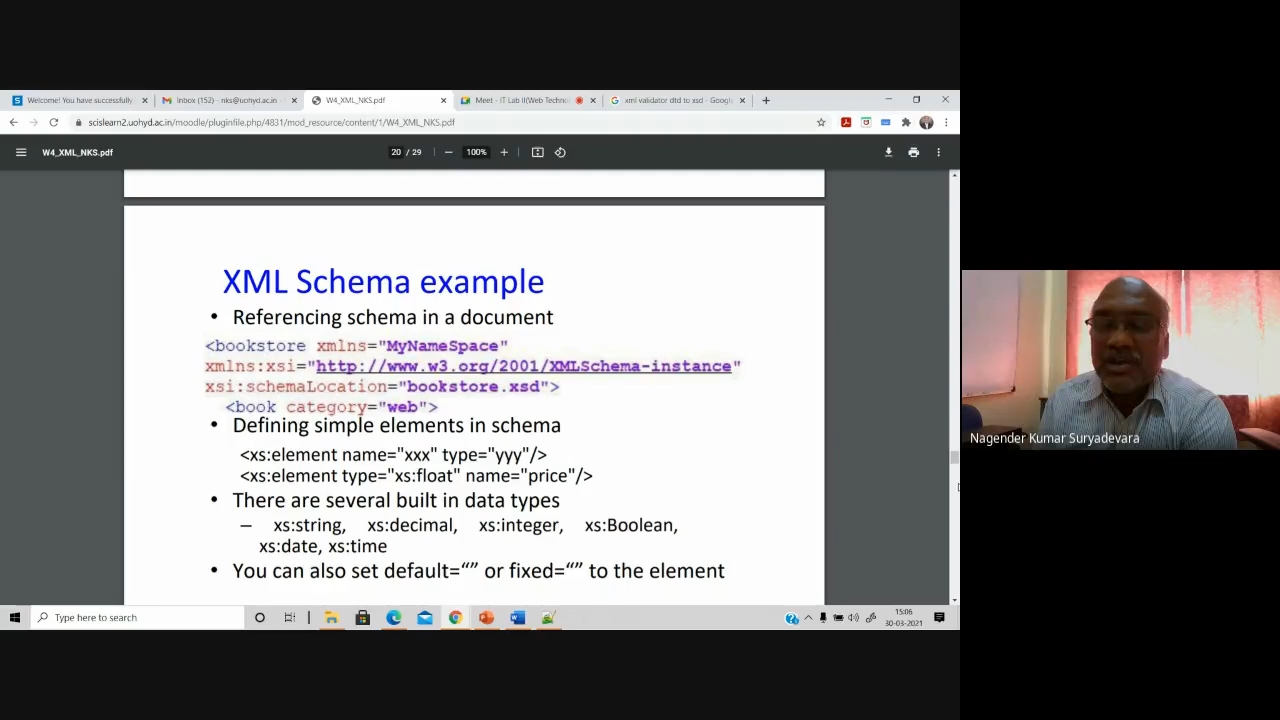 Welcome! You have successfully
Inbox (152) - nks@uohyd.ac.in
W4_XML_NKS.pdf
Meet - IT Lab II(Web Techno
xml validator dtd to xsd - Googl
scislearn2.uohyd.ac.in/moodle/pluginfile.php/4831/mod_resource/content/1/W4_XML_NKS.pdf
W4_XML_NKS.pdf
20 / 29
100%
XML Schema example
• Referencing schema in a document
<bookstore xmlns="MyNameSpace"
xmlns:xsi="http://www.w3.org/2001/XMLSchema-instance"
xsi:schemaLocation="bookstore.xsd">
<book category="web">
• Defining simple elements in schema
<xs:element name="xxx" type="yyy"/>
<xs:element type="xs:float" name="price"/>
• There are several built in data types
– xs:string, xs:decimal, xs:integer, xs:Boolean,
xs:date, xs:time
• You can also set default=“” or fixed=“” to the element
Nagender Kumar Suryadevara
Type here to search
15:06
30-03-2021